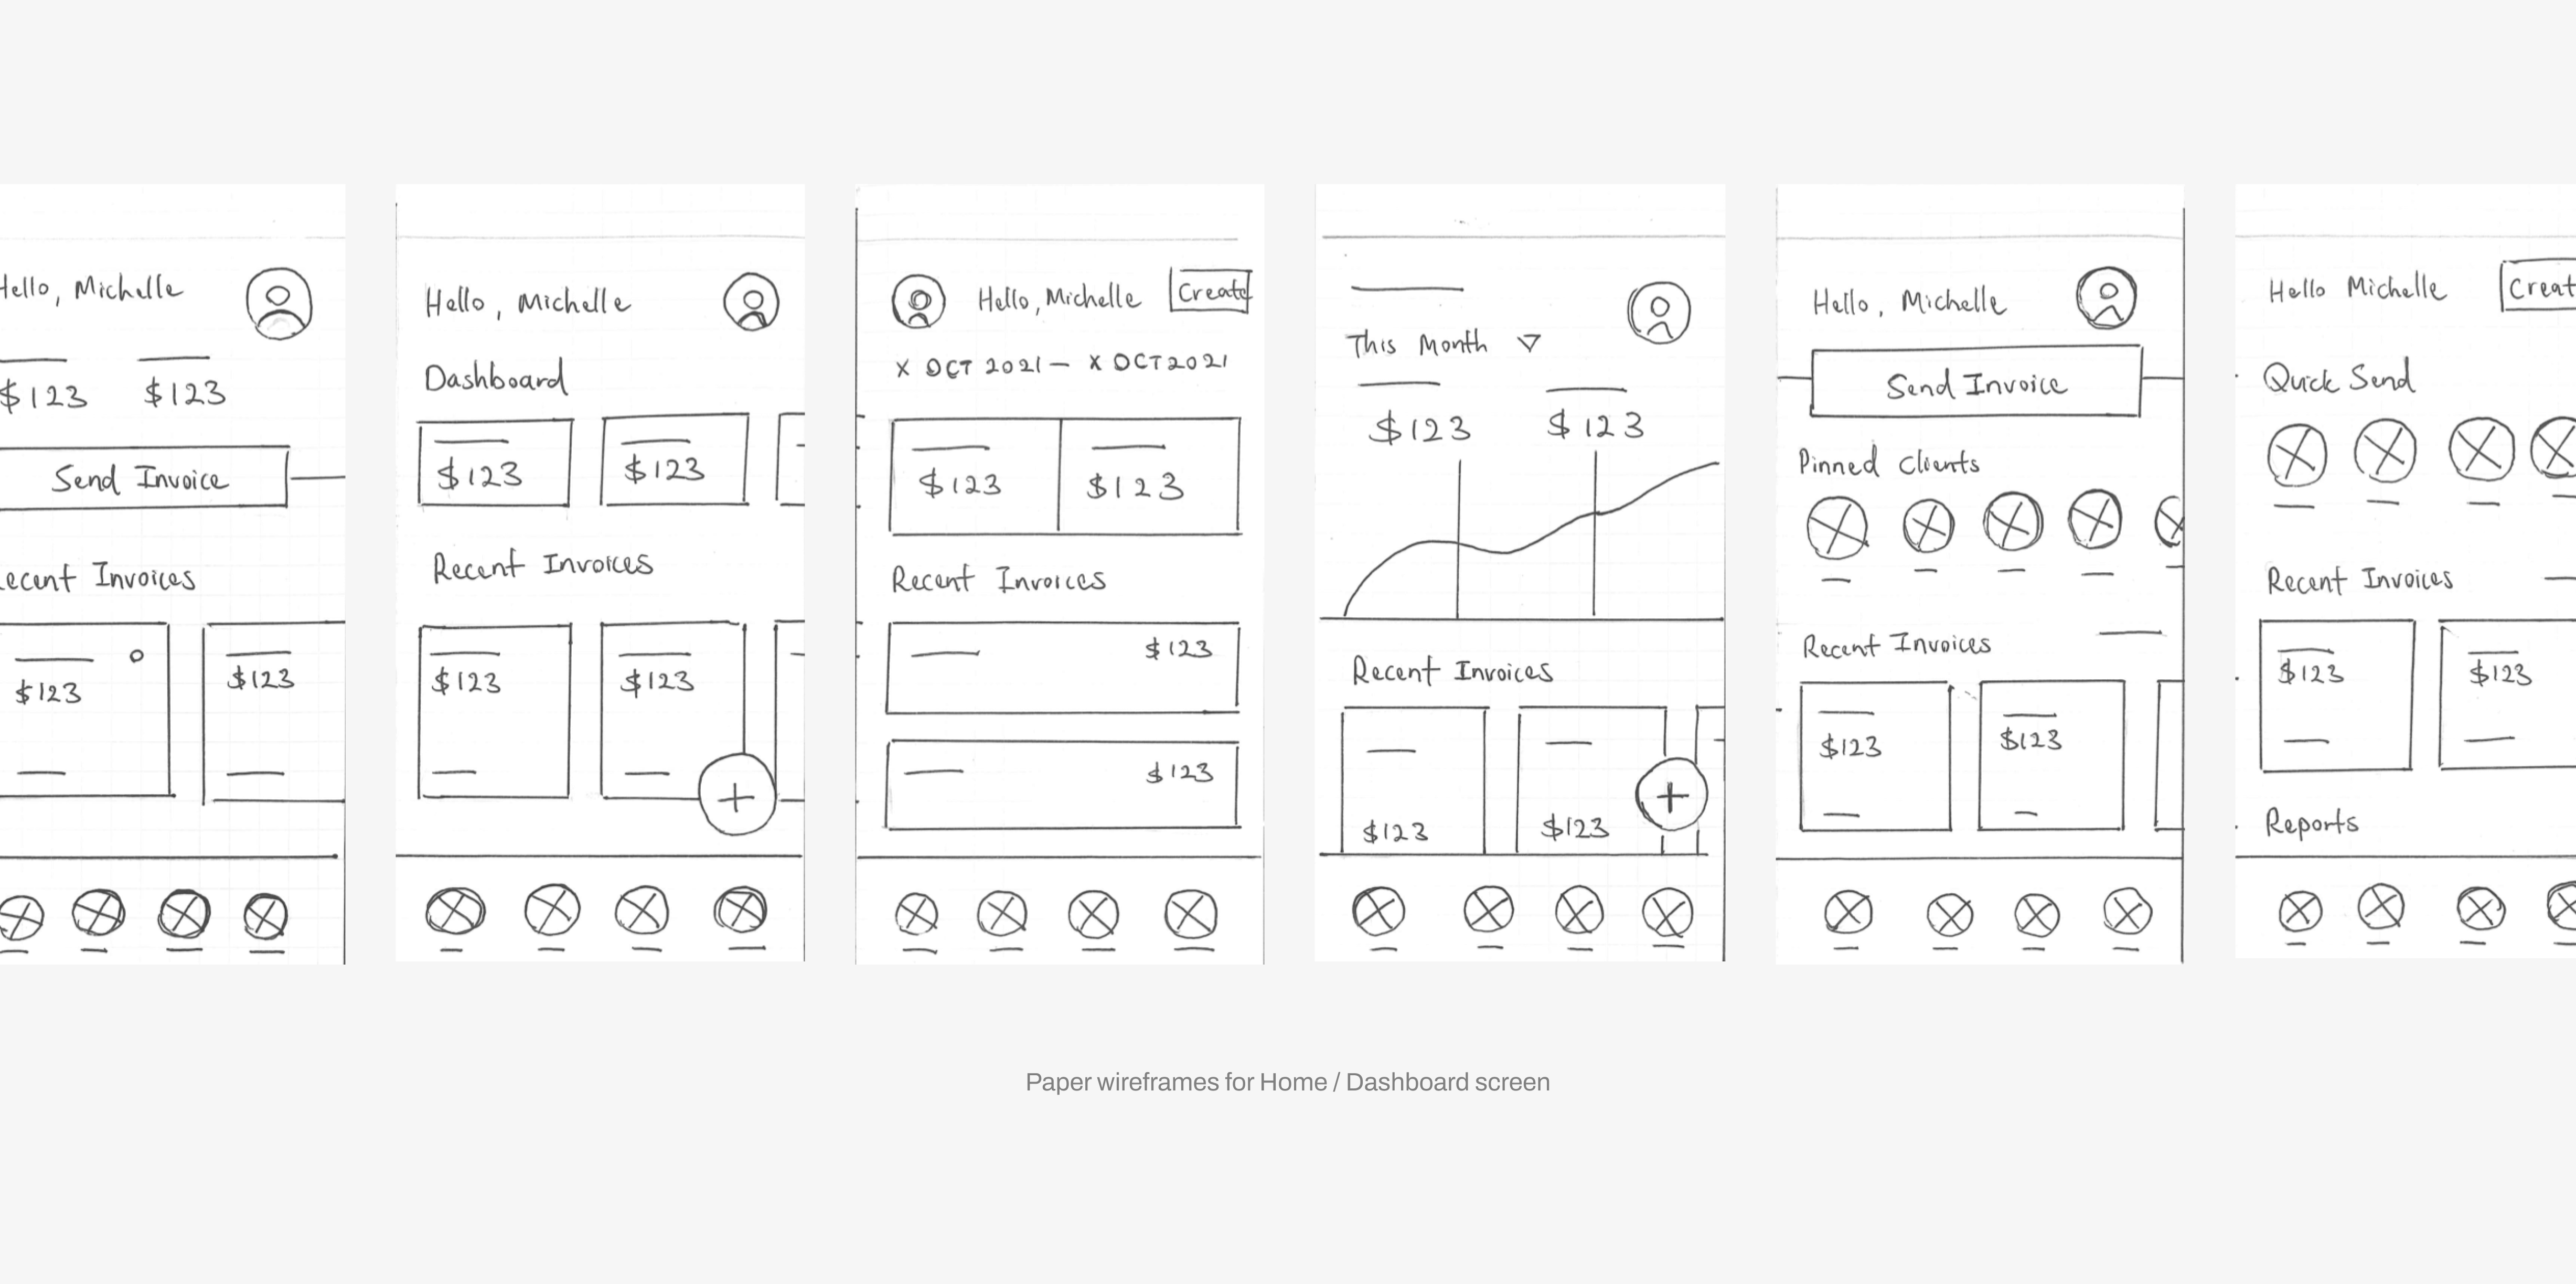 Hello, Michelle
$123 $123
Send Invoice
Recent Invoices
$123 $123
Hello, Michelle
Dashboard
$123 $123
Recent Invoices
$123 $123
Hello, Michelle Create
X OCT 2021 — X OCT 2021
$123 $123
Recent Invoices
$123
$123
This Month
$123 $123
Recent Invoices
$123 $123
Hello, Michelle
Send Invoice
Pinned Clients
Recent Invoices
$123 $123
Hello Michelle Creat
Quick Send
Recent Invoices
$123 $123
Reports
Paper wireframes for Home / Dashboard screen